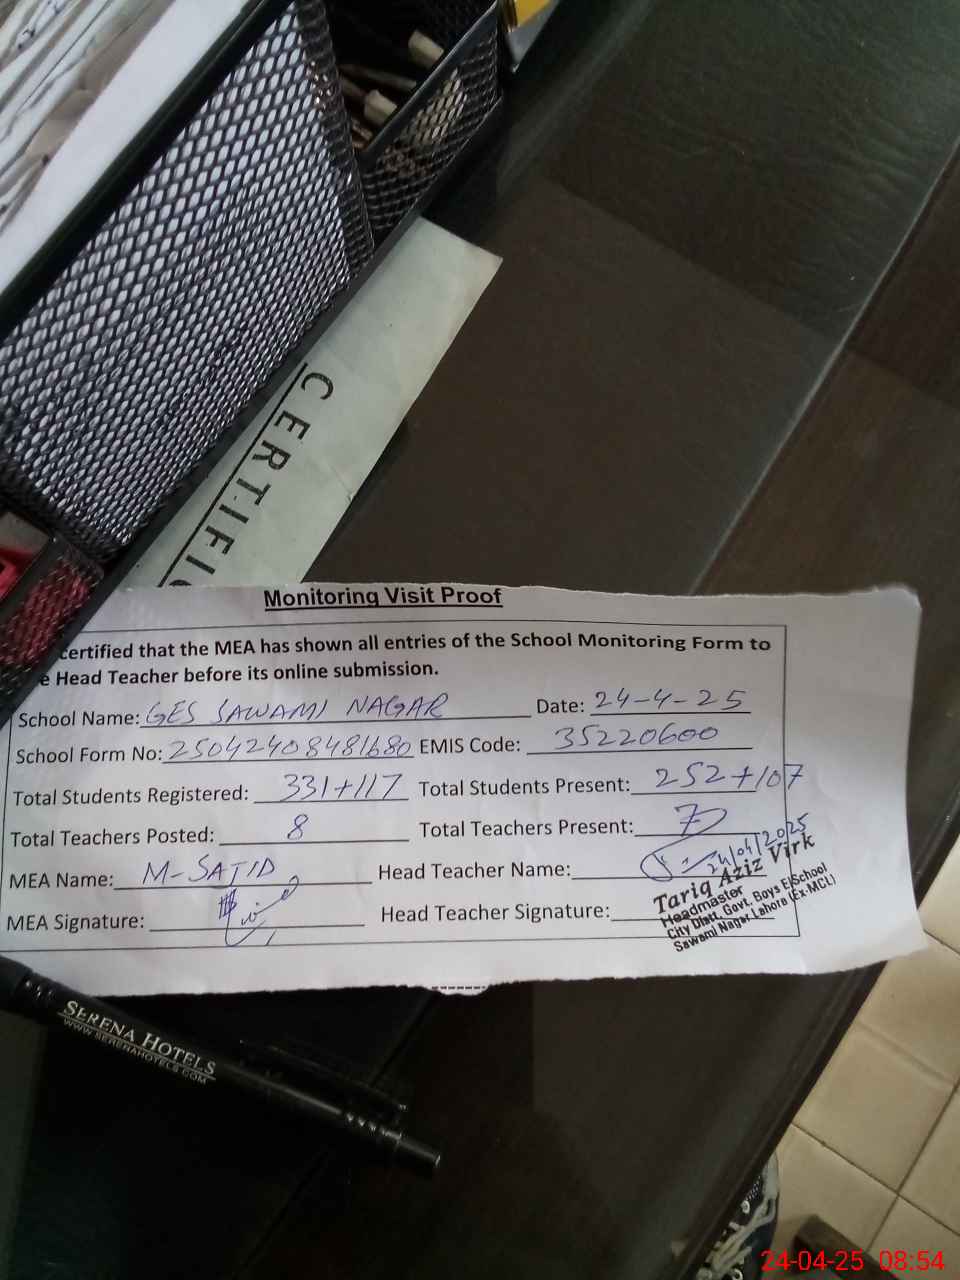 CERTIFIC
Monitoring Visit Proof
certified that the MEA has shown all entries of the School Monitoring Form to
e Head Teacher before its online submission.
School Name: GES SAWAMI NAGAR Date: 24-4-25
School Form No: 25042408481680 EMIS Code: 35220600
Total Students Registered: 331+117 Total Students Present: 252+107
Total Teachers Posted: 8 Total Teachers Present: 7
MEA Name: M-SAJID Head Teacher Name:
24/04/2025
MEA Signature: Head Teacher Signature:
Tariq Aziz Virk
Headmaster
City Distt. Govt. Boys E/School
Sawami Nagar Lahore (Ex-MCL)
SERENA HOTELS
WWW.SERENAHOTELS.COM
24-04-25 08:54